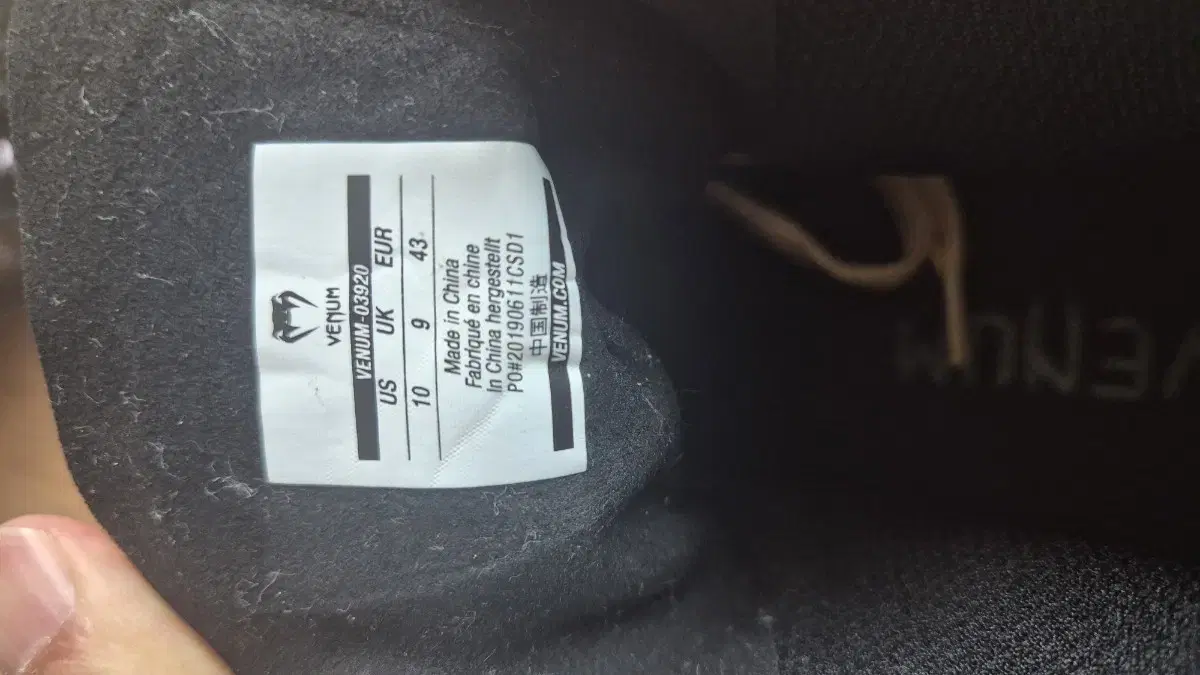 VENUM
VENUM-03920
US UK EUR
10 9 43
Made in China
Fabriqué en chine
In China hergestellt
PO#20190611CSD1
中国制造
VENUM.COM
VENUM